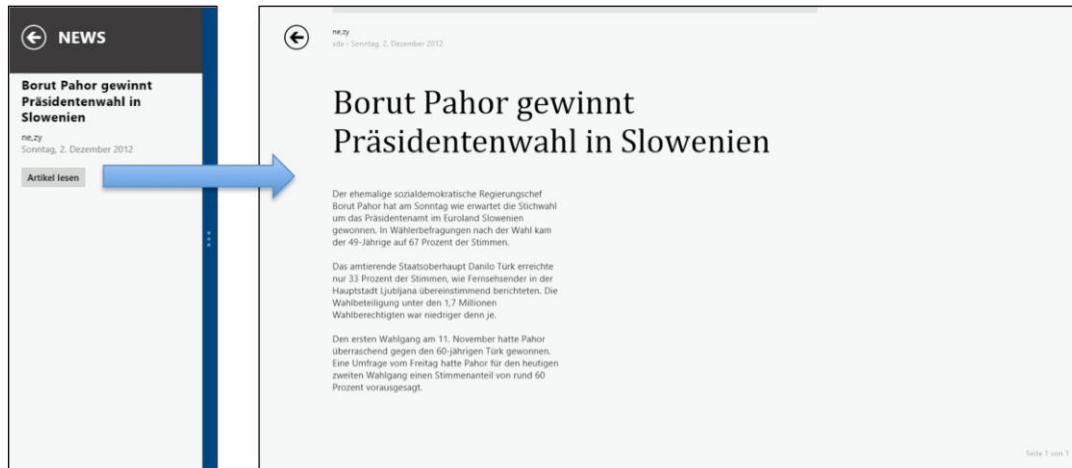 NEWS
Borut Pahor gewinnt
Präsidentenwahl in
Slowenien
ne,zy
Sonntag, 2. Dezember 2012
Artikel lesen
ne,zy
sda - Sonntag, 2. Dezember 2012
Borut Pahor gewinnt
Präsidentenwahl in Slowenien
Der ehemalige sozialdemokratische Regierungschef
Borut Pahor hat am Sonntag wie erwartet die Stichwahl
um das Präsidentenamt im Euroland Slowenien
gewonnen. In Wählerbefragungen nach der Wahl kam
der 49-Jährige auf 67 Prozent der Stimmen.
Das amtierende Staatsoberhaupt Danilo Türk erreichte
nur 33 Prozent der Stimmen, wie Fernsehsender in der
Hauptstadt Ljubljana übereinstimmend berichteten. Die
Wahlbeteiligung unter den 1,7 Millionen
Wahlberechtigten war niedriger denn je.
Den ersten Wahlgang am 11. November hatte Pahor
überraschend gegen den 60-jährigen Türk gewonnen.
Eine Umfrage vom Freitag hatte Pahor für den heutigen
zweiten Wahlgang einen Stimmenanteil von rund 60
Prozent vorausgesagt.
Seite 1 von 1